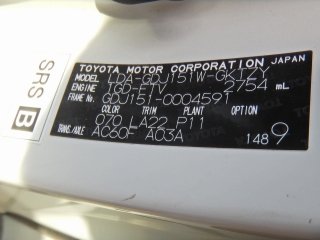 TOYOTA MOTOR CORPORATION JAPAN
MODEL LDA-GDJ151W-GKTZY
ENGINE 1GD-FTV 2754 mL
FRAME No. GDJ151-0004591
COLOR TRIM PLANT OPTION
070 LA22 P11
TRANS./AXLE AC60F A03A
1489
SRS
B